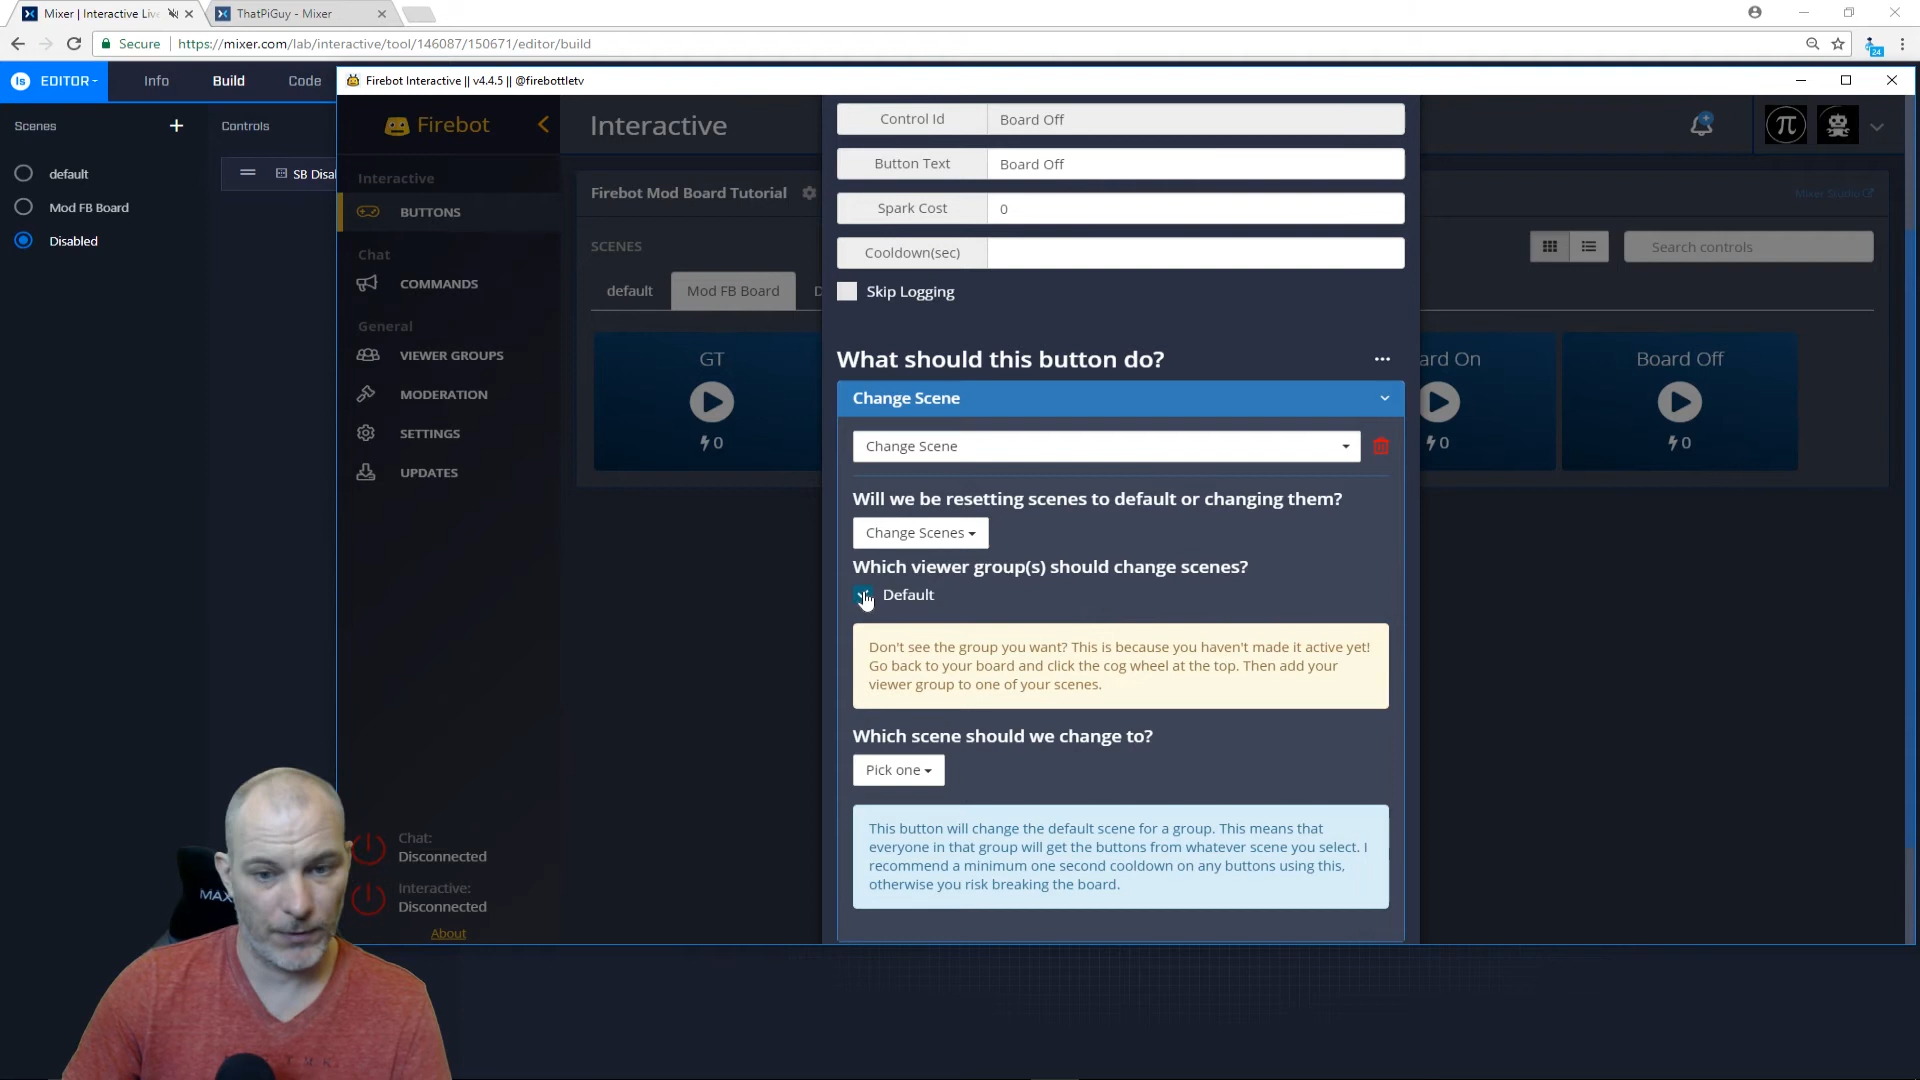 Mixer | Interactive Liv
ThatPiGuy - Mixer
Secure
https://mixer.com/lab/interactive/tool/146087/150671/editor/build
24
EDITOR
Info
Build
Code
Firebot Interactive || v4.4.5 || @firebottletv
Scenes
Controls
default
Mod FB Board
Disabled
SB Disa
Firebot
Interactive
Interactive
BUTTONS
Chat
COMMANDS
General
VIEWER GROUPS
MODERATION
SETTINGS
UPDATES
Chat:
Disconnected
Interactive:
Disconnected
About
Firebot Mod Board Tutorial
Mixer Studio
SCENES
default
Mod FB Board
D
Search controls
GT
0
ard On
0
Board Off
0
Control Id
Board Off
Button Text
Board Off
Spark Cost
0
Cooldown(sec)
Skip Logging
What should this button do?
Change Scene
Change Scene
Will we be resetting scenes to default or changing them?
Change Scenes
Which viewer group(s) should change scenes?
Default
Don't see the group you want? This is because you haven't made it active yet!
Go back to your board and click the cog wheel at the top. Then add your
viewer group to one of your scenes.
Which scene should we change to?
Pick one
This button will change the default scene for a group. This means that
everyone in that group will get the buttons from whatever scene you select. I
recommend a minimum one second cooldown on any buttons using this,
otherwise you risk breaking the board.
MAX